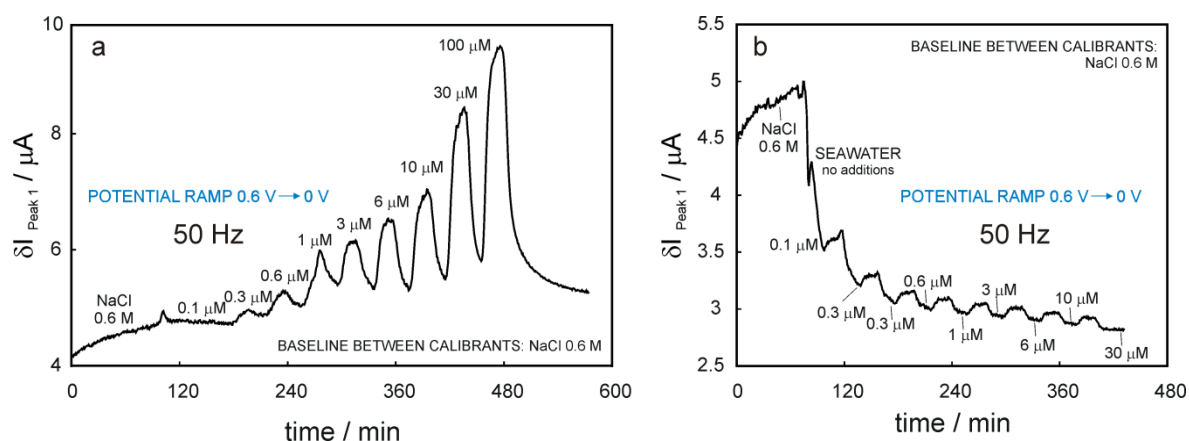 a
10
8
6
4
δI Peak 1 / μA
100 μM
30 μM
10 μM
6 μM
3 μM
1 μM
0.6 μM
0.3 μM
0.1 μM
NaCl
0.6 M
POTENTIAL RAMP 0.6 V→0 V
50 Hz
BASELINE BETWEEN CALIBRANTS: NaCl 0.6 M
0
120
240
360
480
600
time / min
b
5.5
5
4.5
4
3.5
3
2.5
δI Peak 1 / μA
BASELINE BETWEEN CALIBRANTS:
NaCl 0.6 M
NaCl
0.6 M
SEAWATER
no additions
POTENTIAL RAMP 0.6 V→0 V
50 Hz
0.1 μM
0.3 μM
0.3 μM
0.6 μM
1 μM
3 μM
6 μM
10 μM
30 μM
0
120
240
360
480
time / min